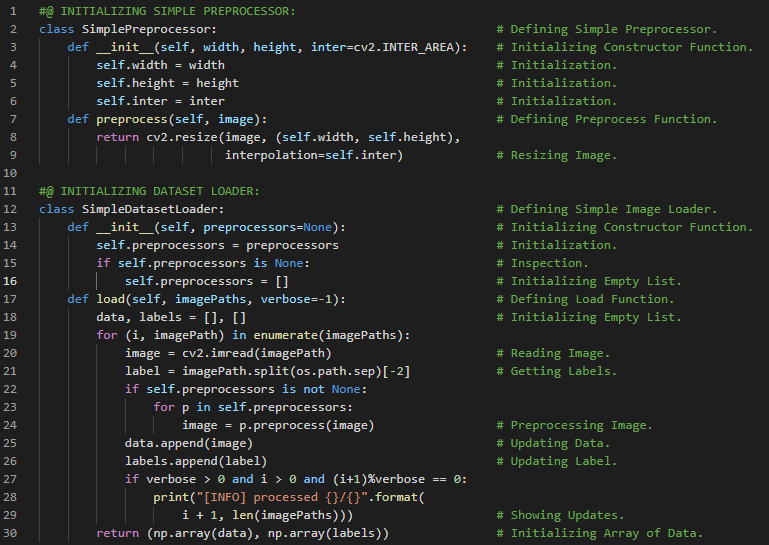 1 #@ INITIALIZING SIMPLE PREPROCESSOR:
2 class SimplePreprocessor: # Defining Simple Preprocessor.
3 def __init__(self, width, height, inter=cv2.INTER_AREA): # Initializing Constructor Function.
4 self.width = width # Initialization.
5 self.height = height # Initialization.
6 self.inter = inter # Initialization.
7 def preprocess(self, image): # Defining Preprocess Function.
8 return cv2.resize(image, (self.width, self.height),
9 interpolation=self.inter) # Resizing Image.
10
11 #@ INITIALIZING DATASET LOADER:
12 class SimpleDatasetLoader: # Defining Simple Image Loader.
13 def __init__(self, preprocessors=None): # Initializing Constructor Function.
14 self.preprocessors = preprocessors # Initialization.
15 if self.preprocessors is None: # Inspection.
16 self.preprocessors = [] # Initializing Empty List.
17 def load(self, imagePaths, verbose=-1): # Defining Load Function.
18 data, labels = [], [] # Initializing Empty List.
19 for (i, imagePath) in enumerate(imagePaths):
20 image = cv2.imread(imagePath) # Reading Image.
21 label = imagePath.split(os.path.sep)[-2] # Getting Labels.
22 if self.preprocessors is not None:
23 for p in self.preprocessors:
24 image = p.preprocess(image) # Preprocessing Image.
25 data.append(image) # Updating Data.
26 labels.append(label) # Updating Label.
27 if verbose > 0 and i > 0 and (i+1)%verbose == 0:
28 print("[INFO] processed {}/{}".format(
29 i + 1, len(imagePaths))) # Showing Updates.
30 return (np.array(data), np.array(labels)) # Initializing Array of Data.